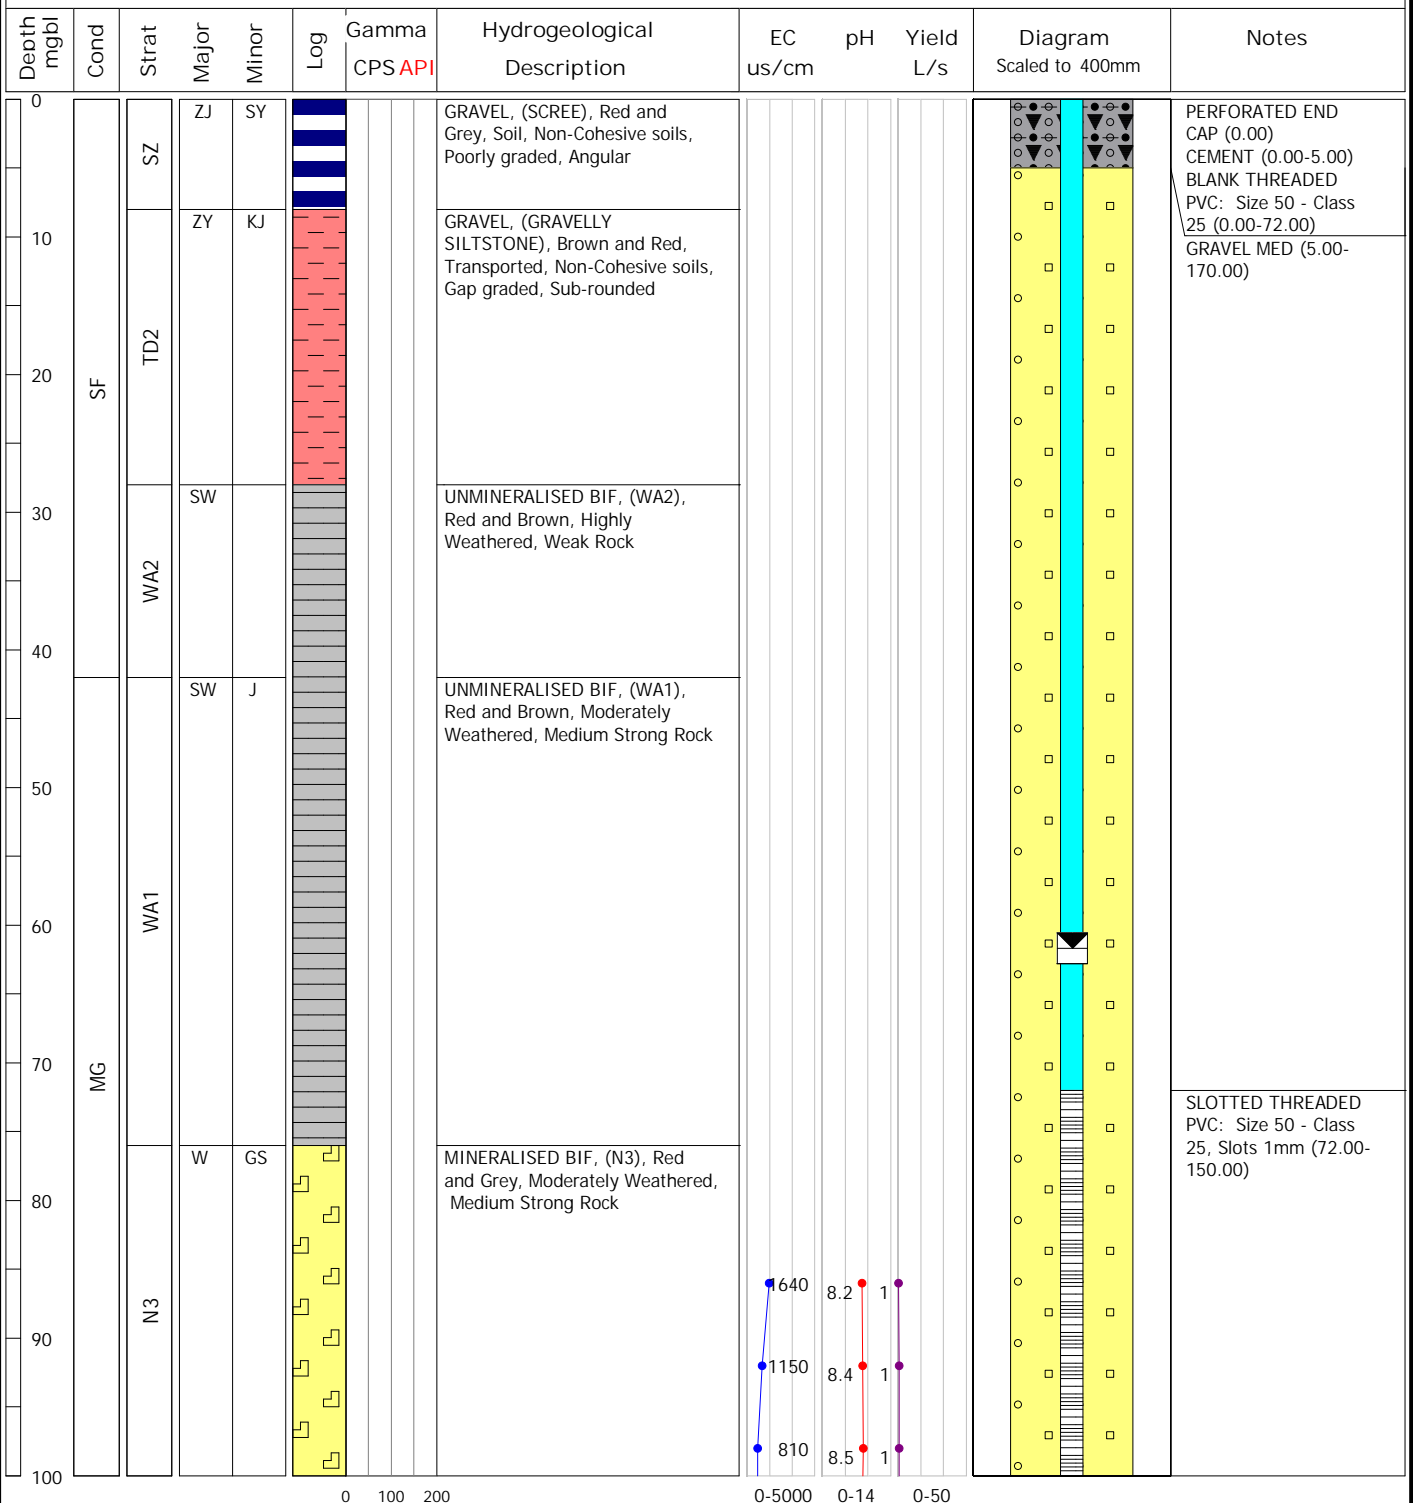 Depth mgbl
Cond
Strat
Major
Minor
Log
Gamma
CPS API
Hydrogeological
Description
EC
us/cm
pH
Yield
L/s
Diagram
Scaled to 400mm
Notes
0
10
20
30
40
50
60
70
80
90
100
SF
MG
SZ
TD2
WA2
WA1
N3
ZJ SY
ZY KJ
SW
SW J
W GS
GRAVEL, (SCREE), Red and
Grey, Soil, Non-Cohesive soils,
Poorly graded, Angular
GRAVEL, (GRAVELLY
SILTSTONE), Brown and Red,
Transported, Non-Cohesive soils,
Gap graded, Sub-rounded
UNMINERALISED BIF, (WA2),
Red and Brown, Highly
Weathered, Weak Rock
UNMINERALISED BIF, (WA1),
Red and Brown, Moderately
Weathered, Medium Strong Rock
MINERALISED BIF, (N3), Red
and Grey, Moderately Weathered,
Medium Strong Rock
1640 8.2 1
1150 8.4 1
810 8.5 1
PERFORATED END
CAP (0.00)
CEMENT (0.00-5.00)
BLANK THREADED
PVC: Size 50 - Class
25 (0.00-72.00)
GRAVEL MED (5.00-
170.00)
SLOTTED THREADED
PVC: Size 50 - Class
25, Slots 1mm (72.00-
150.00)
0 100 200
0-5000 0-14 0-50